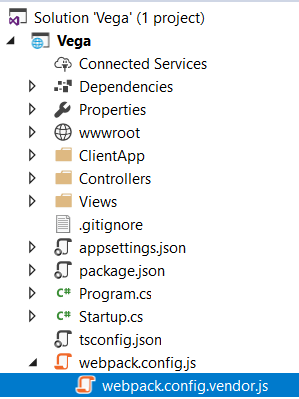 Solution 'Vega' (1 project)
Vega
Connected Services
Dependencies
Properties
wwwroot
ClientApp
Controllers
Views
.gitignore
appsettings.json
package.json
C# Program.cs
C# Startup.cs
tsconfig.json
webpack.config.js
webpack.config.vendor.js